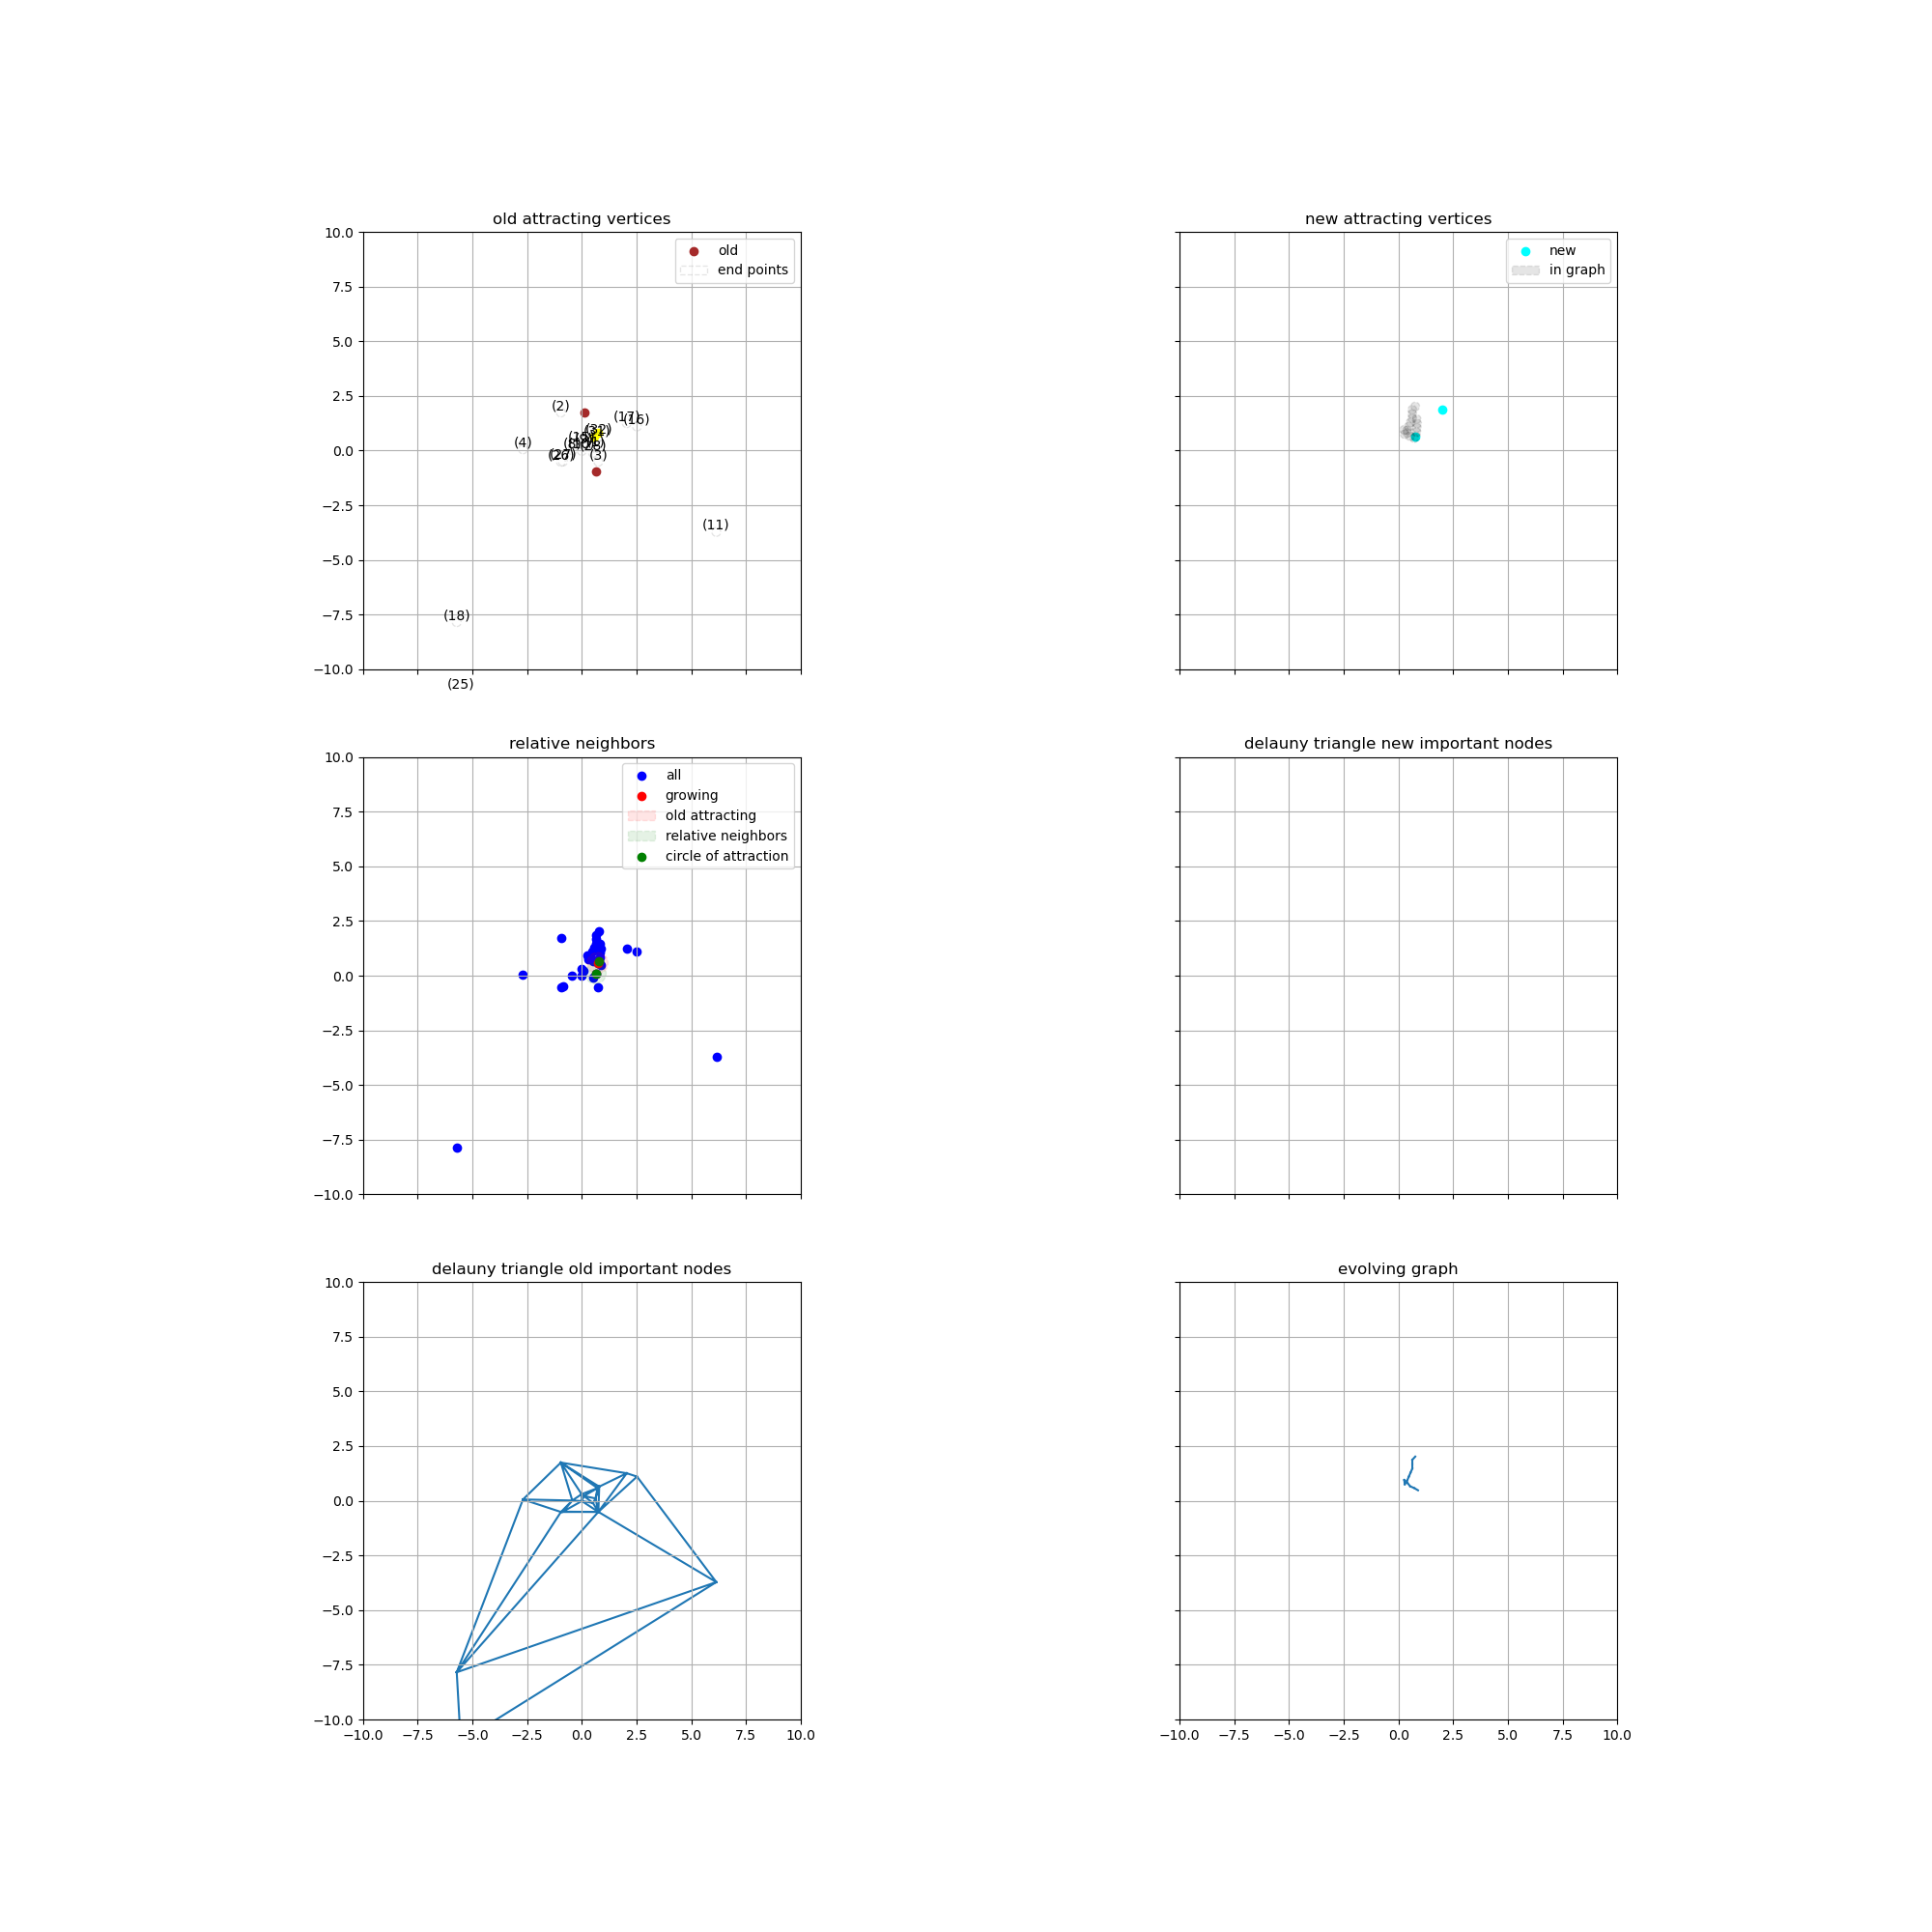 old attracting vertices
10.0
7.5
5.0
2.5
0.0
−2.5
−5.0
−7.5
−10.0
old
end points
(2)
(17)
(16)
(32)
(4)
(3)
(11)
(18)
(25)
new attracting vertices
new
in graph
relative neighbors
10.0
7.5
5.0
2.5
0.0
−2.5
−5.0
−7.5
−10.0
all
growing
old attracting
relative neighbors
circle of attraction
delauny triangle new important nodes
delauny triangle old important nodes
10.0
7.5
5.0
2.5
0.0
−2.5
−5.0
−7.5
−10.0
−10.0 −7.5 −5.0 −2.5 0.0 2.5 5.0 7.5 10.0
evolving graph
−10.0 −7.5 −5.0 −2.5 0.0 2.5 5.0 7.5 10.0